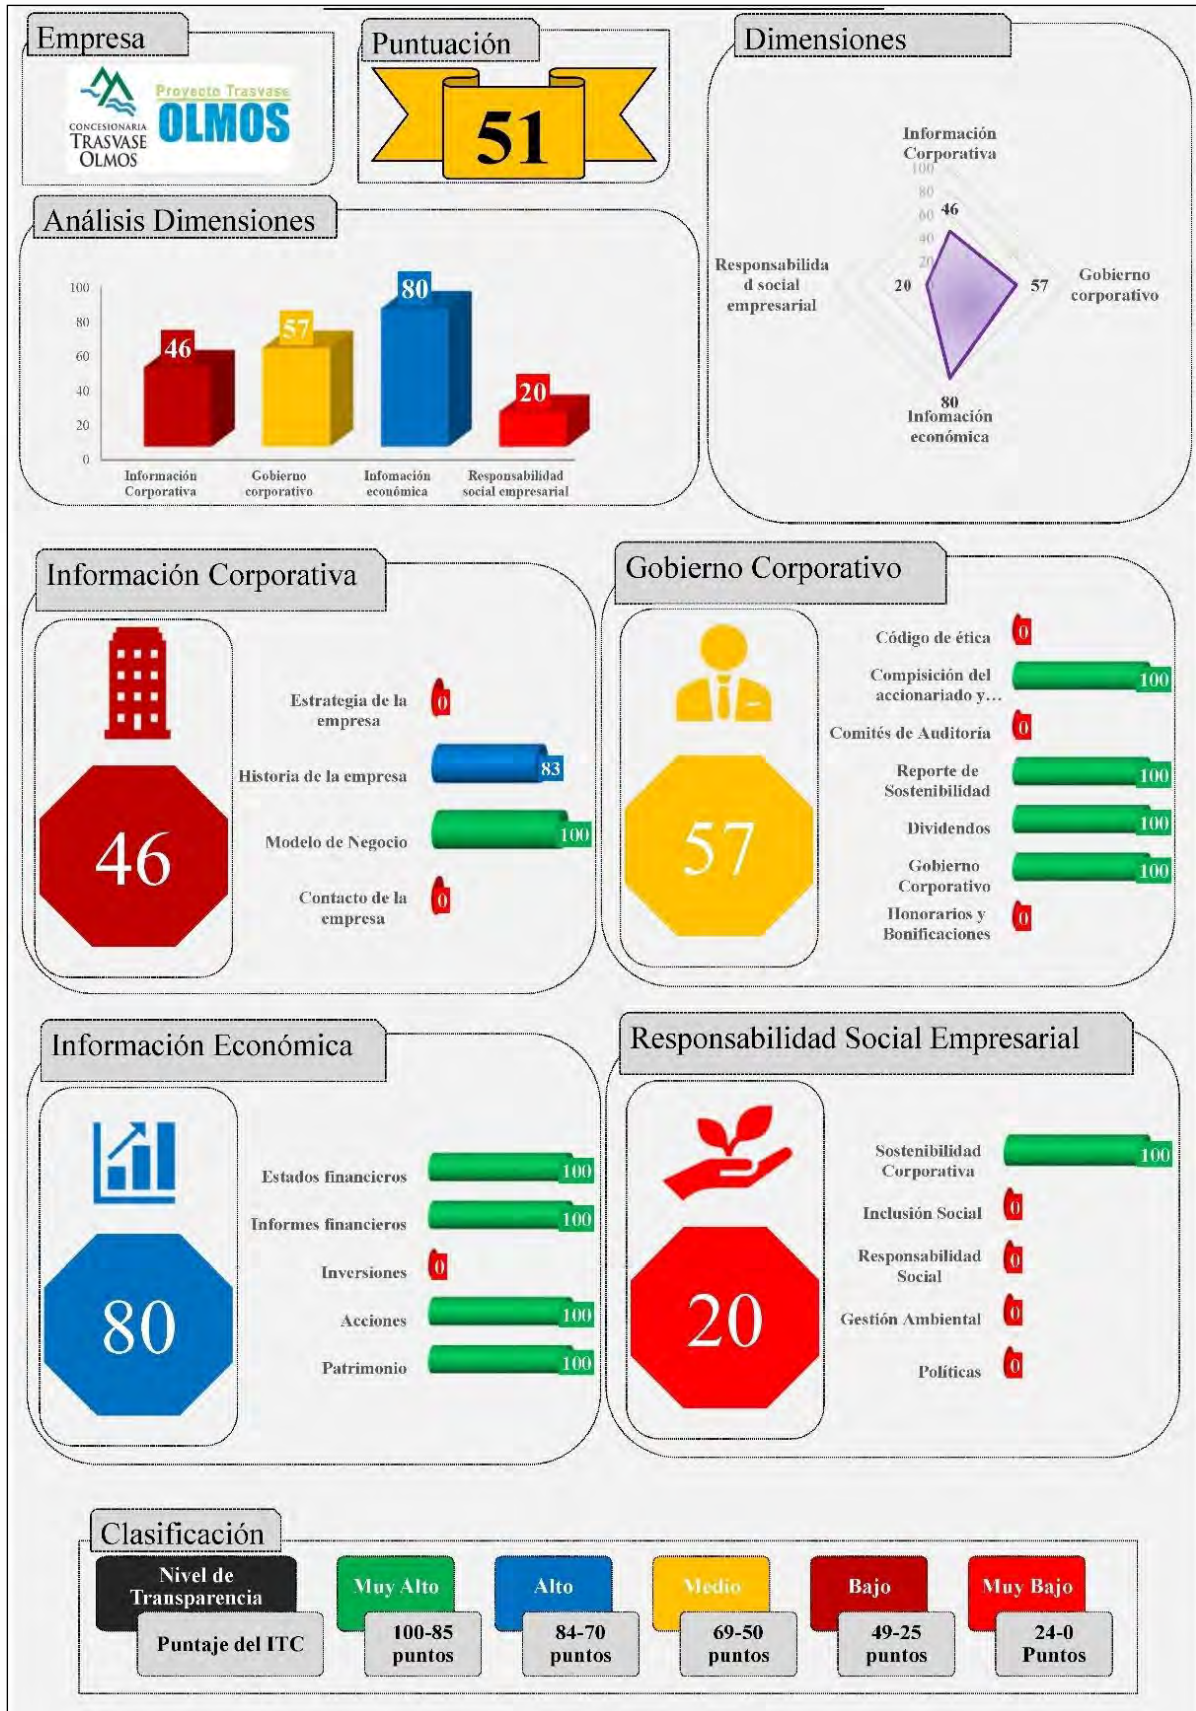 Empresa
CONCESIONARIA
TRASVASE
OLMOS
Proyecto Trasvase
OLMOS
Puntuación
51
Dimensiones
Información
Corporativa
100
80
60
40
20
46
57
80
20
Gobierno
corporativo
Infomación
económica
Responsabilida
d social
empresarial
Análisis Dimensiones
100
80
60
40
20
0
46
57
80
20
Información
Corporativa
Gobierno
corporativo
Infomación
económica
Responsabilidad
social empresarial
Información Corporativa
46
Estrategia de la
empresa
0
Historia de la empresa
83
Modelo de Negocio
100
Contacto de la
empresa
0
Gobierno Corporativo
57
Código de ética
0
Compisición del
accionariado y...
100
Comités de Auditoría
0
Reporte de
Sostenibilidad
100
Dividendos
100
Gobierno
Corporativo
100
Honorarios y
Bonificaciones
0
Información Económica
80
Estados financieros
100
Informes financieros
100
Inversiones
0
Acciones
100
Patrimonio
100
Responsabilidad Social Empresarial
20
Sostenibilidad
Corporativa
100
Inclusión Social
0
Responsabilidad
Social
0
Gestión Ambiental
0
Políticas
0
Clasificación
Nivel de
Transparencia
Muy Alto
Alto
Medio
Bajo
Muy Bajo
Puntaje del ITC
100-85
puntos
84-70
puntos
69-50
puntos
49-25
puntos
24-0
Puntos